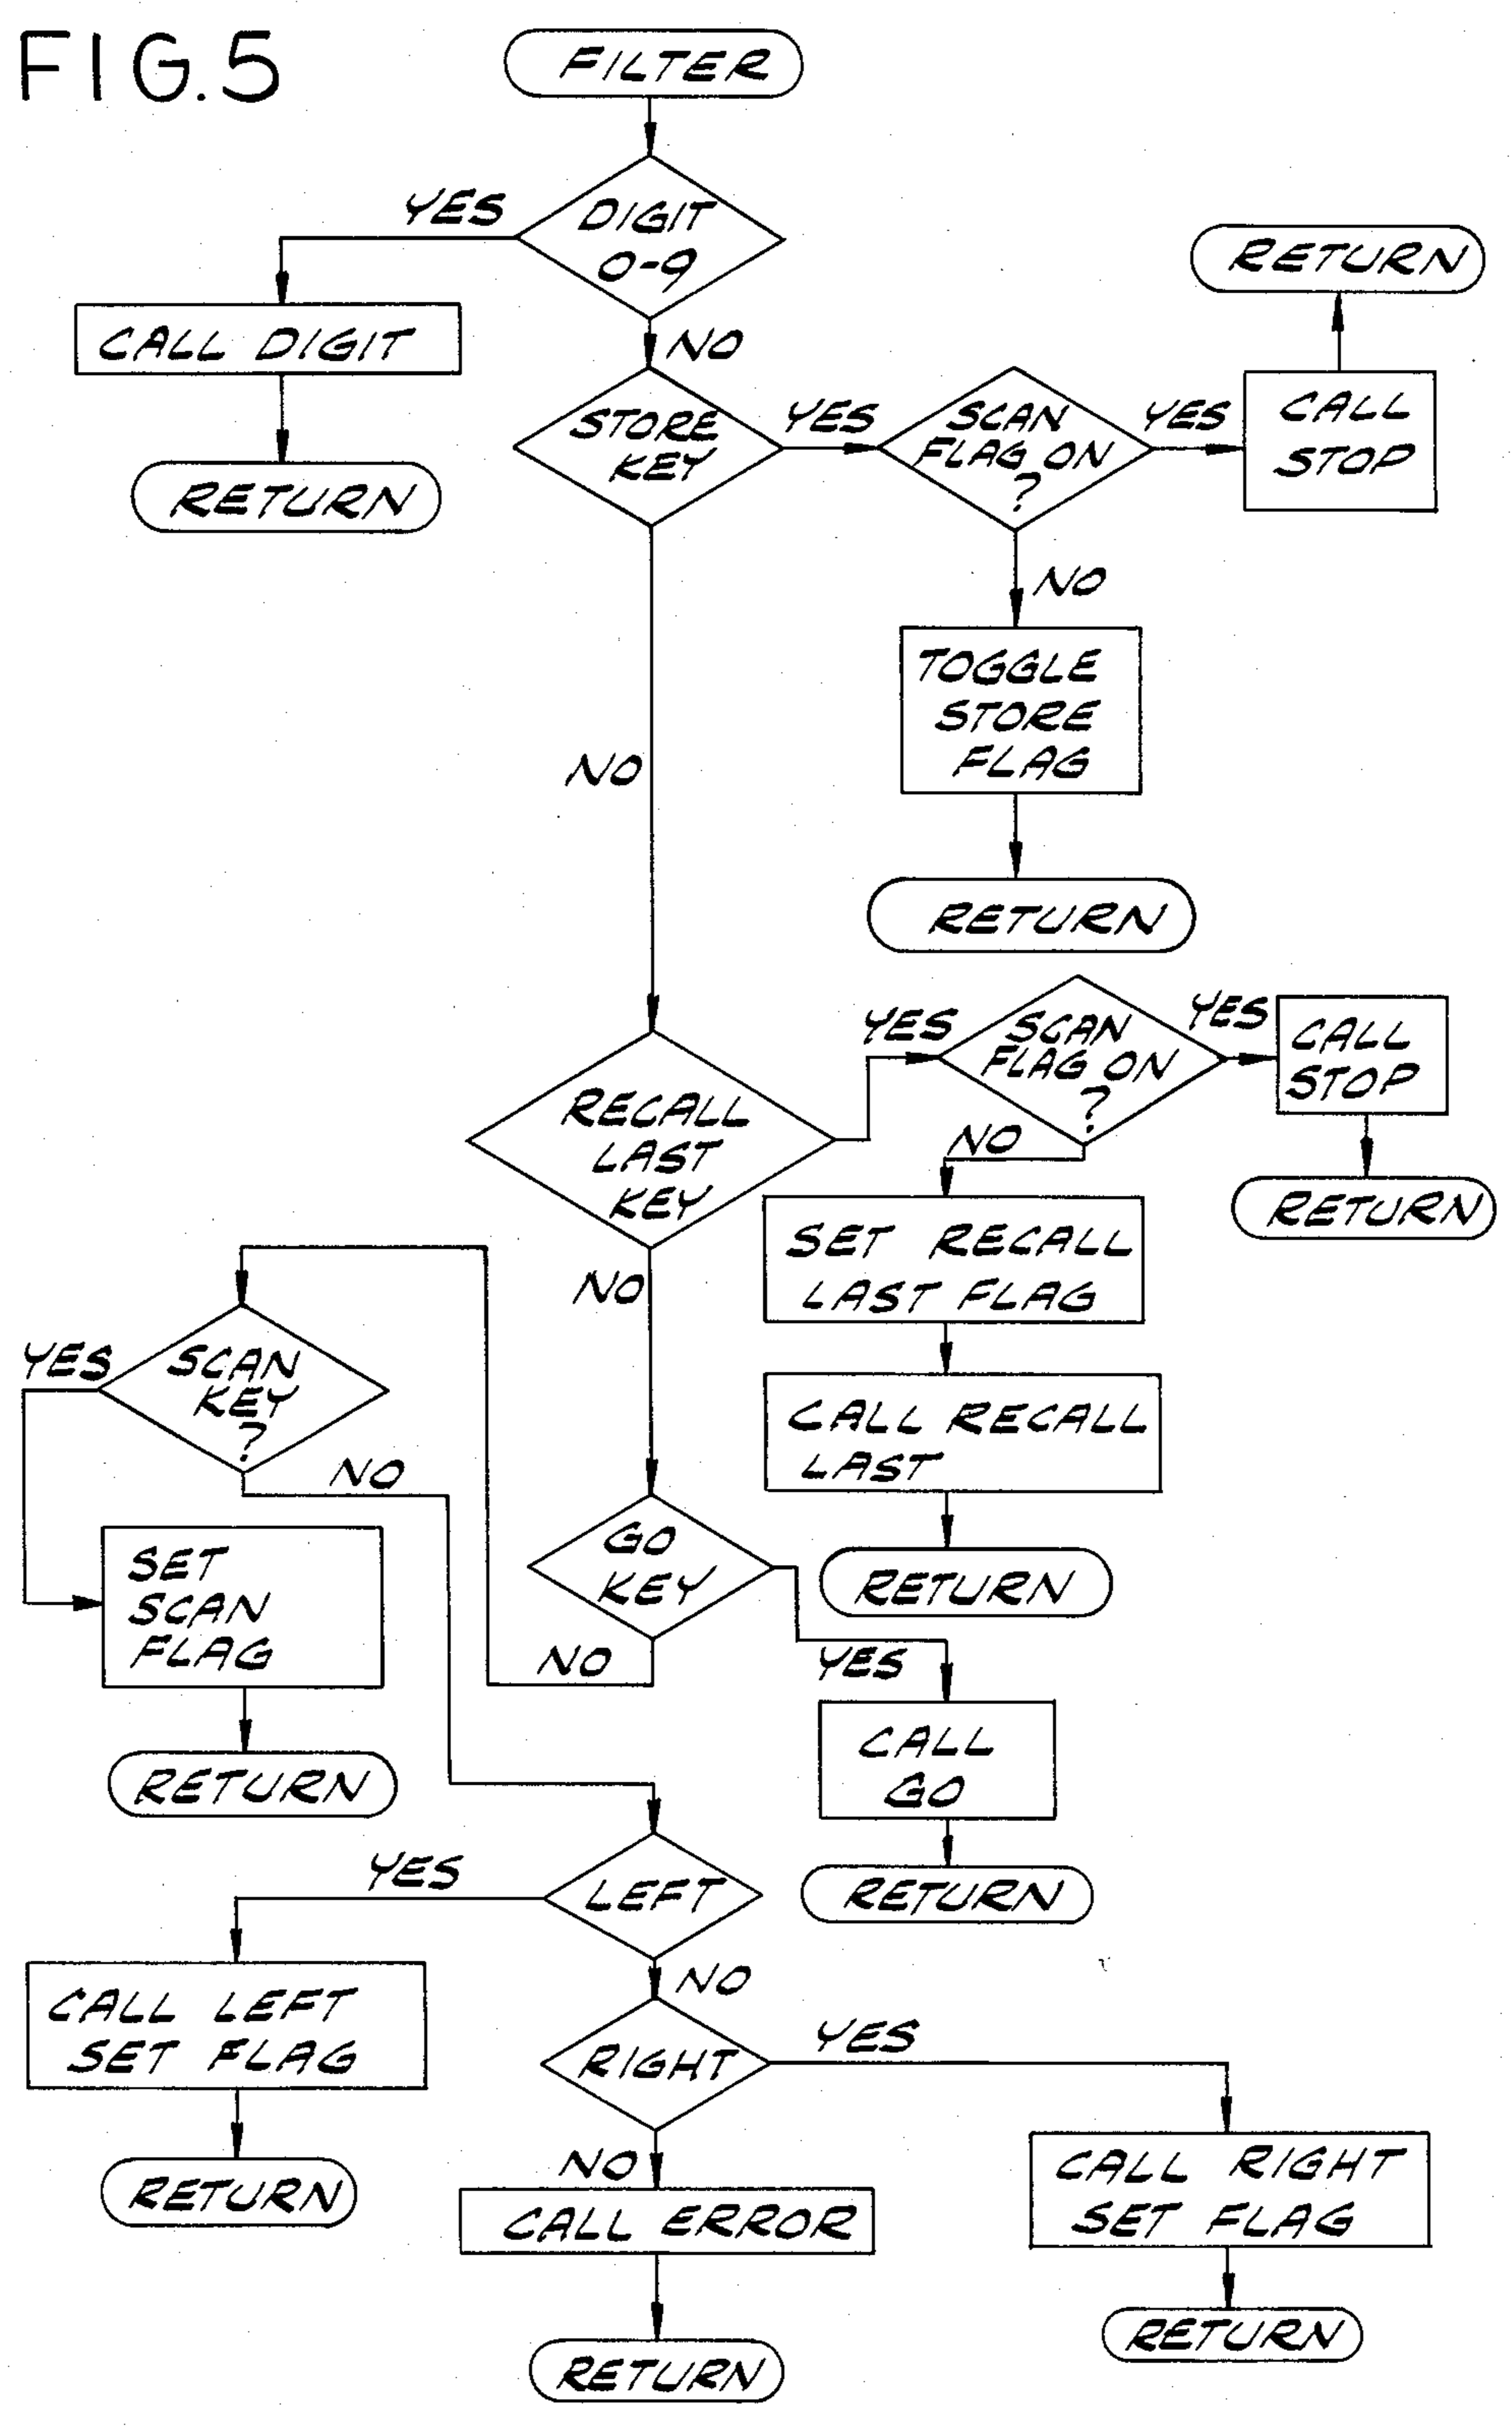 FIG. 5
FILTER
YES
DIGIT
0-9
RETURN
CALL DIGIT
NO
STORE
KEY
YES
SCAN
FLAG ON
?
YES
CALL
STOP
RETURN
NO
TOGGLE
STORE
FLAG
NO
RETURN
YES
SCAN
FLAG ON
?
YES
CALL
STOP
RECALL
LAST
KEY
NO
RETURN
SET RECALL
LAST FLAG
NO
YES
SCAN
KEY
?
CALL RECALL
LAST
NO
SET
SCAN
FLAG
GO
KEY
RETURN
NO
YES
CALL
GO
RETURN
YES
LEFT
RETURN
CALL LEFT
SET FLAG
NO
RIGHT
YES
RETURN
NO
CALL ERROR
CALL RIGHT
SET FLAG
RETURN
RETURN